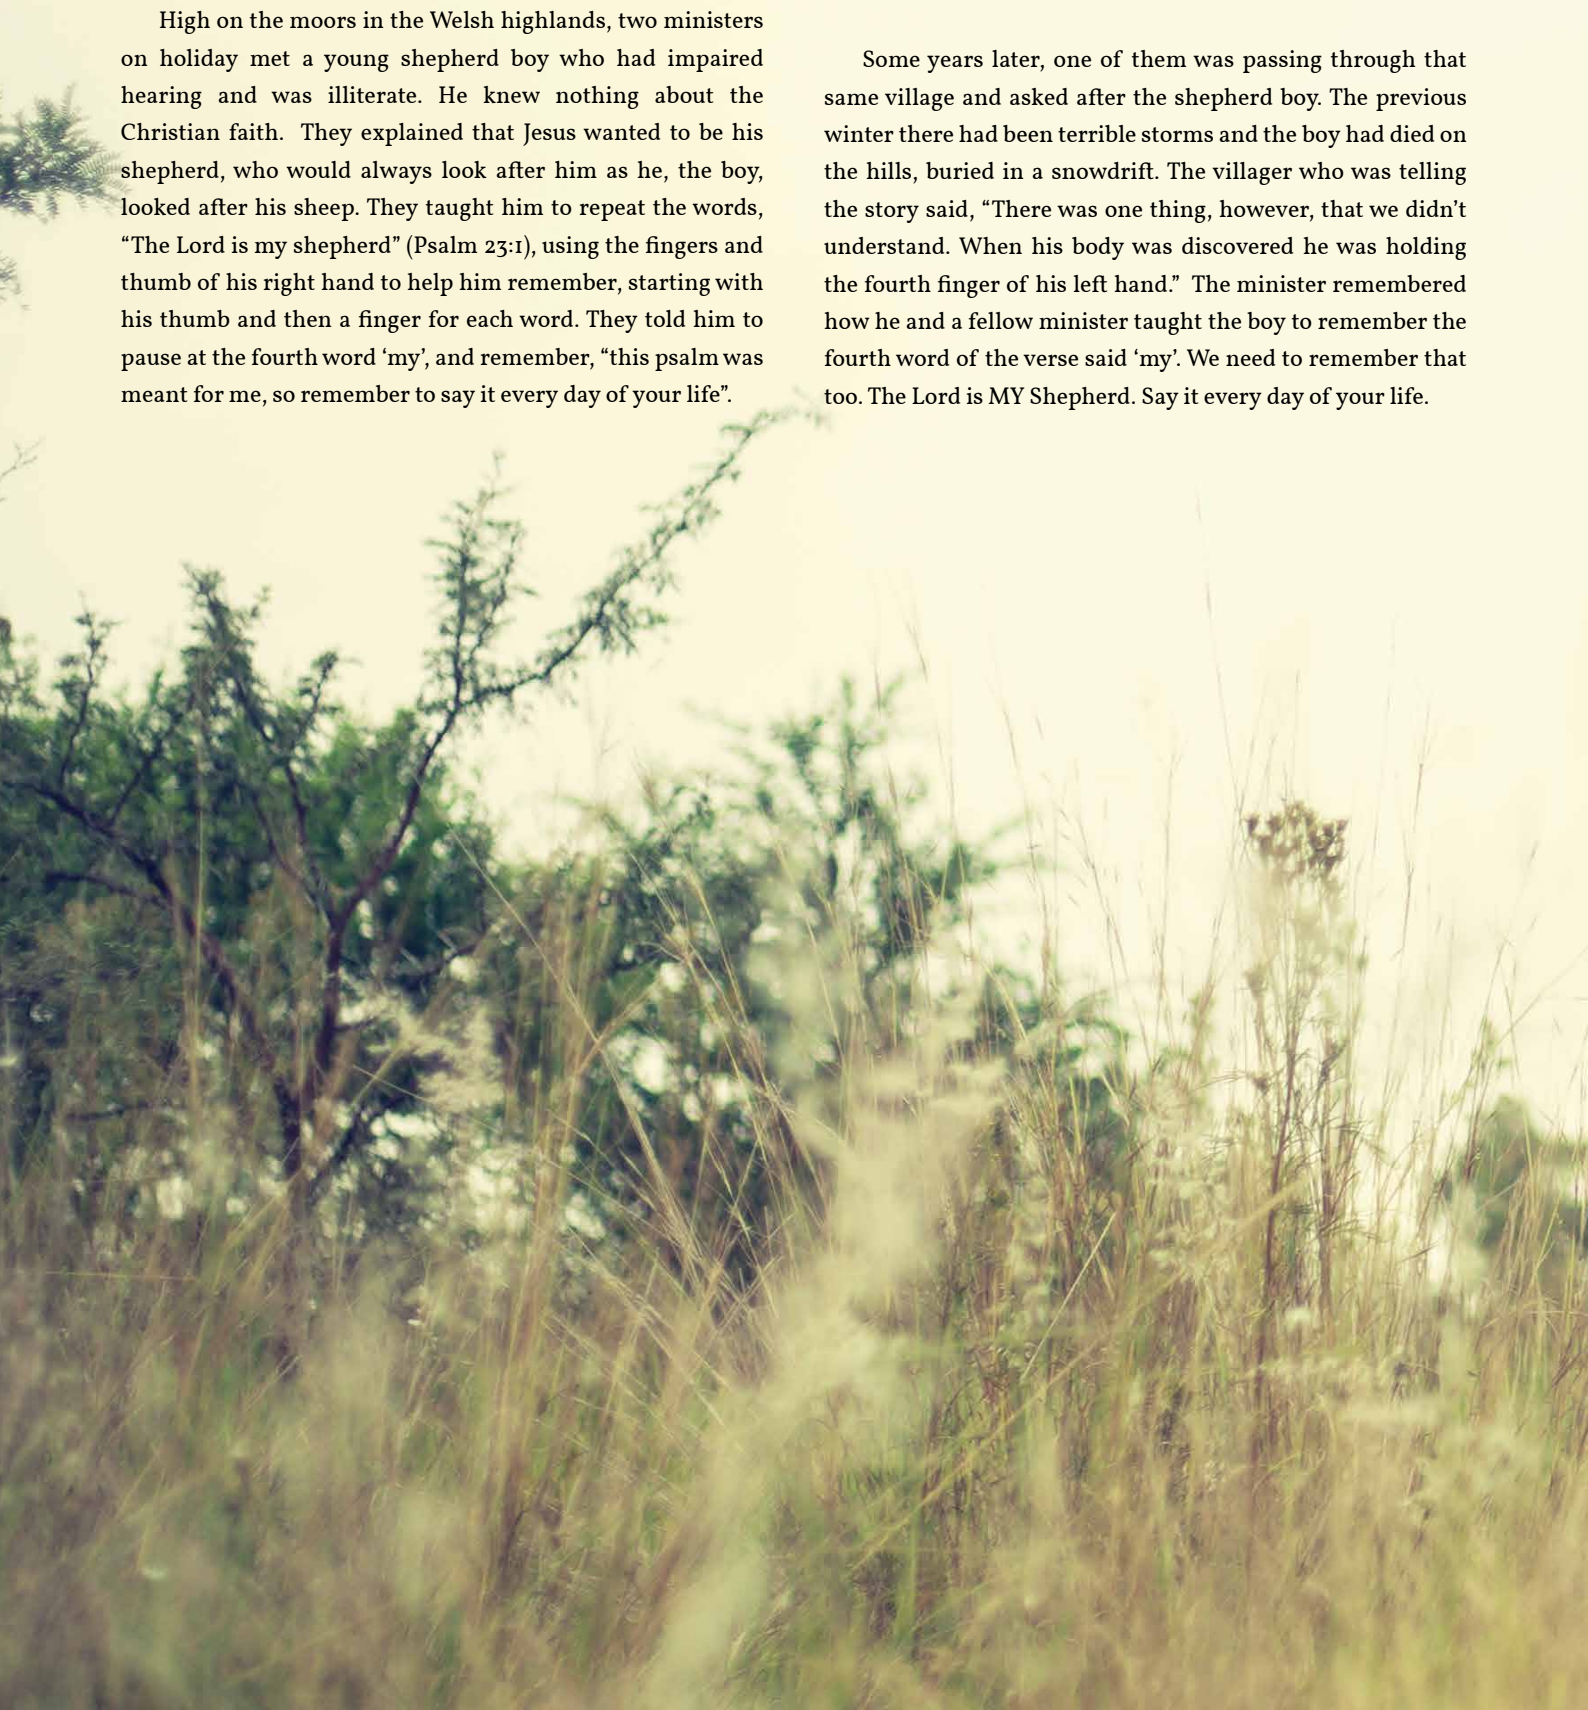 High on the moors in the Welsh highlands, two ministers
on holiday met a young shepherd boy who had impaired
hearing and was illiterate. He knew nothing about the
Christian faith.  They explained that Jesus wanted to be his
shepherd, who would always look after him as he, the boy,
looked after his sheep. They taught him to repeat the words,
“The Lord is my shepherd” (Psalm 23:1), using the fingers and
thumb of his right hand to help him remember, starting with
his thumb and then a finger for each word. They told him to
pause at the fourth word ‘my’, and remember, “this psalm was
meant for me, so remember to say it every day of your life”.
Some years later, one of them was passing through that
same village and asked after the shepherd boy. The previous
winter there had been terrible storms and the boy had died on
the hills, buried in a snowdrift. The villager who was telling
the story said, “There was one thing, however, that we didn’t
understand. When his body was discovered he was holding
the fourth finger of his left hand.”  The minister remembered
how he and a fellow minister taught the boy to remember the
fourth word of the verse said ‘my’. We need to remember that
too. The Lord is MY Shepherd. Say it every day of your life.